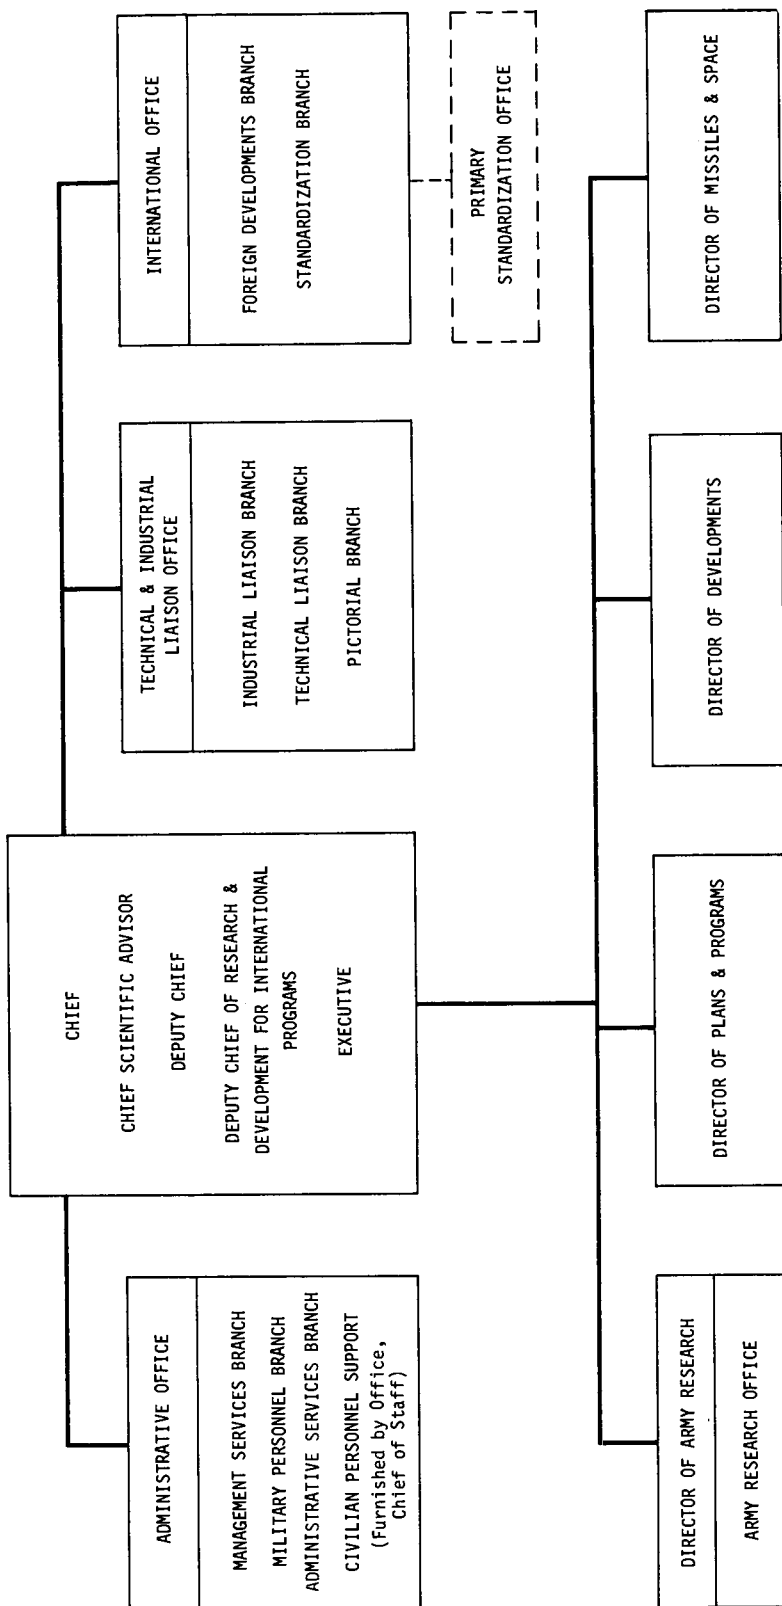 CHIEF
CHIEF SCIENTIFIC ADVISOR
DEPUTY CHIEF
DEPUTY CHIEF OF RESEARCH &
DEVELOPMENT FOR INTERNATIONAL
PROGRAMS
EXECUTIVE
ADMINISTRATIVE OFFICE
MANAGEMENT SERVICES BRANCH
MILITARY PERSONNEL BRANCH
ADMINISTRATIVE SERVICES BRANCH
CIVILIAN PERSONNEL SUPPORT
(Furnished by Office,
Chief of Staff)
TECHNICAL & INDUSTRIAL
LIAISON OFFICE
INDUSTRIAL LIAISON BRANCH
TECHNICAL LIAISON BRANCH
PICTORIAL BRANCH
INTERNATIONAL OFFICE
FOREIGN DEVELOPMENTS BRANCH
STANDARDIZATION BRANCH
PRIMARY
STANDARDIZATION OFFICE
DIRECTOR OF ARMY RESEARCH
ARMY RESEARCH OFFICE
DIRECTOR OF PLANS & PROGRAMS
DIRECTOR OF DEVELOPMENTS
DIRECTOR OF MISSILES & SPACE